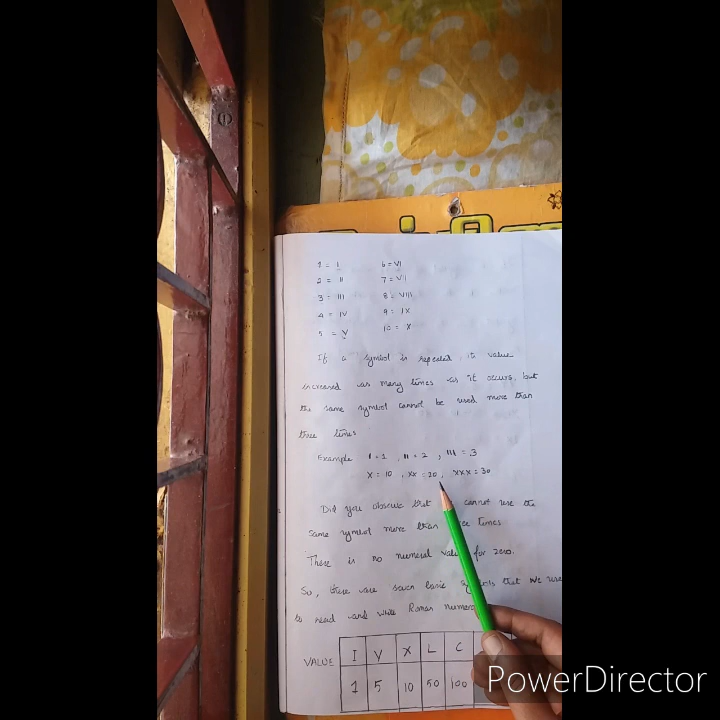 1 = I 6 = VI
2 = II 7 = VII
3 = III 8 = VIII
4 = IV 9 = IX
5 = V 10 = X
If a symbol is repeated, its value
increased as many times as it occurs, but
the same symbol cannot be used more than
three times
Example I = 1, II = 2, III = 3
X = 10, XX = 20, XXX = 30
Did you observe that cannot use the
same symbol more than times
There is no numeral for zero.
So, there are seven basic that we use
to read and write Roman
VALUE I V X L C
1 5 10 50 100
PowerDirector